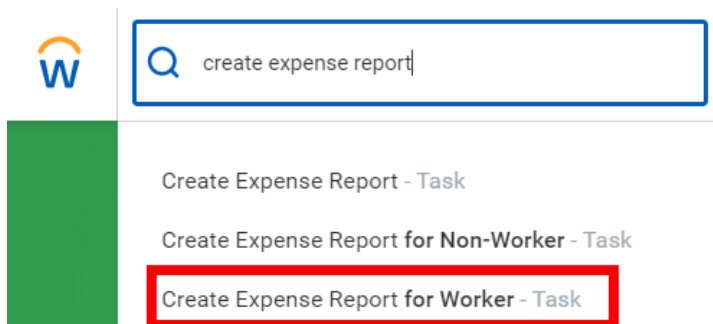 W
create expense report
Create Expense Report - Task
Create Expense Report for Non-Worker - Task
Create Expense Report for Worker - Task